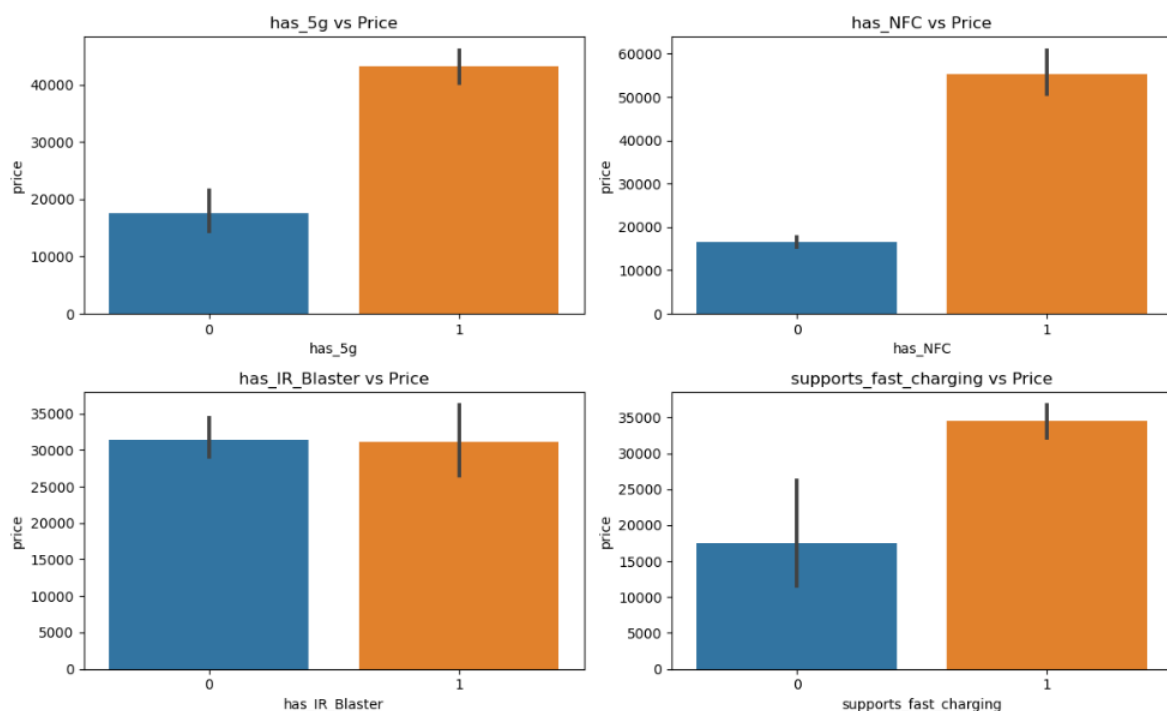 has_5g vs Price
price
40000
30000
20000
10000
0
0 1
has_5g
has_NFC vs Price
price
60000
50000
40000
30000
20000
10000
0
0 1
has_NFC
has_IR_Blaster vs Price
price
35000
30000
25000
20000
15000
10000
5000
0
0 1
has_IR_Blaster
supports_fast_charging vs Price
price
35000
30000
25000
20000
15000
10000
5000
0
0 1
supports_fast_charging